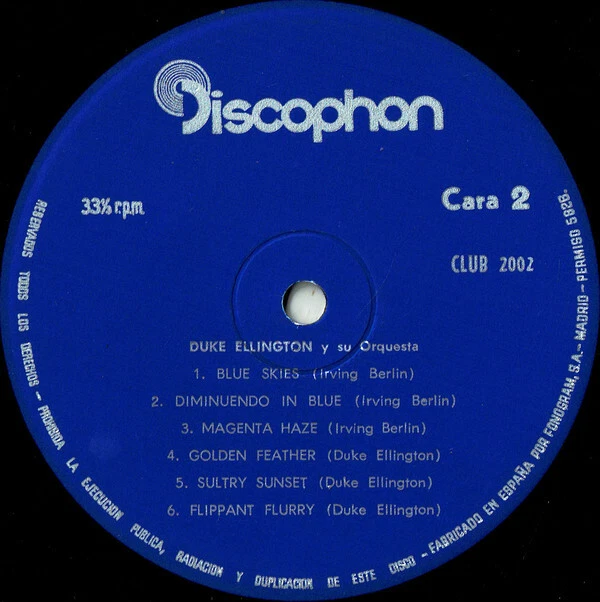 Discophon
33⅓ r.p.m.
Cara 2
CLUB 2002
DUKE ELLINGTON y su Orquesta
1. BLUE SKIES (Irving Berlin)
2. DIMINUENDO IN BLUE (Irving Berlin)
3. MAGENTA HAZE (Irving Berlin)
4. GOLDEN FEATHER (Duke Ellington)
5. SULTRY SUNSET (Duke Ellington)
6. FLIPPANT FLURRY (Duke Ellington)
RESERVADOS TODOS LOS DERECHOS - PROHIBIDA LA EJECUCION PUBLICA, RADIACION Y DUPLICACION DE ESTE DISCO - FABRICADO EN ESPAÑA POR FONOGRAM, S.A. - MADRID - PERMISO 5826.